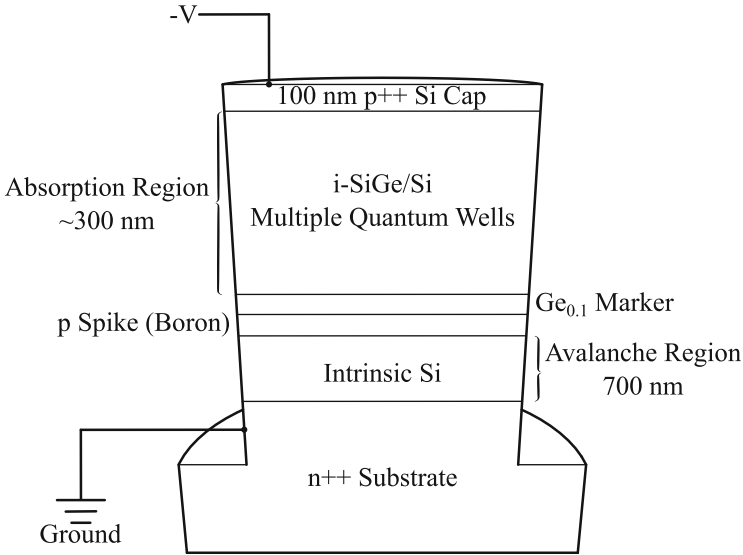 -V
100 nm p++ Si Cap
Absorption Region
~300 nm
i-SiGe/Si
Multiple Quantum Wells
Ge0.1 Marker
p Spike (Boron)
Intrinsic Si
Avalanche Region
700 nm
n++ Substrate
Ground